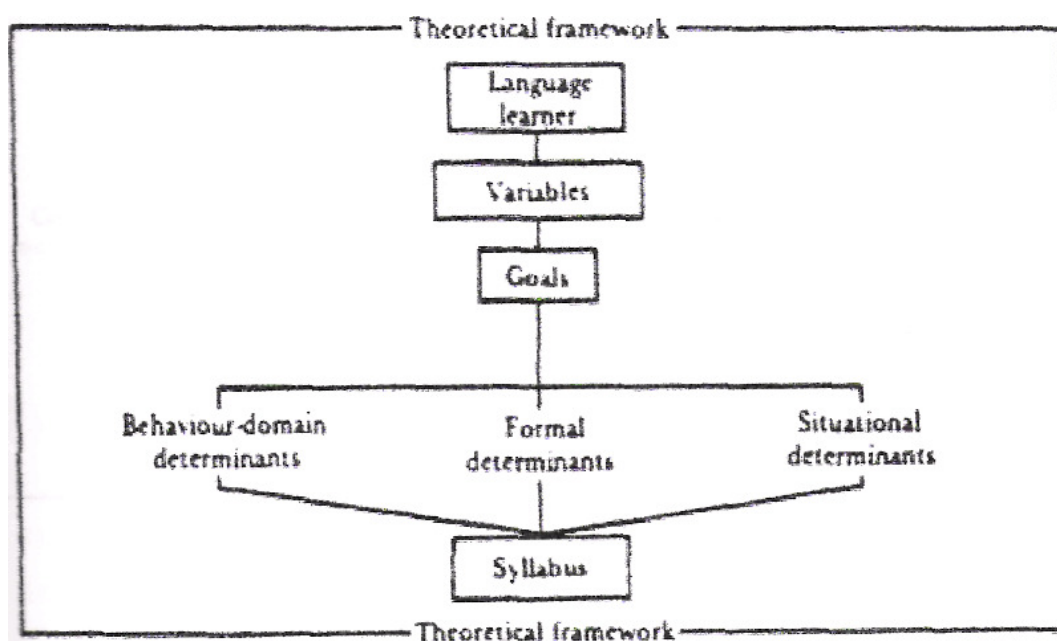 Theoretical framework
Language
learner
Variables
Goals
Behaviour-domain
determinants
Formal
determinants
Situational
determinants
Syllabus
Theoretical framework